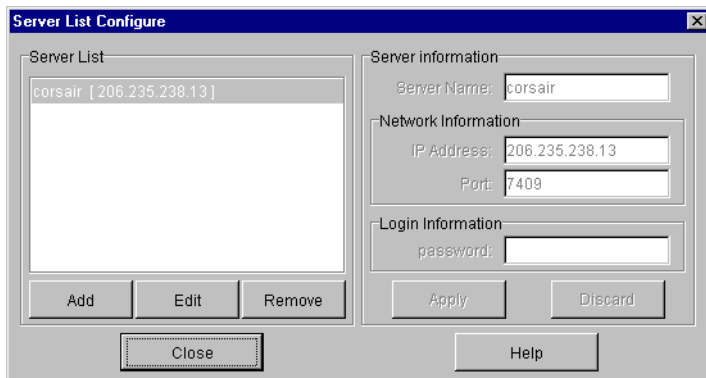 Server List Configure
Server List
corsair [ 206.235.238.13 ]
Add
Edit
Remove
Server information
Server Name: corsair
Network Information
IP Address: 206.235.238.13
Port: 7409
Login Information
password:
Apply
Discard
Close
Help